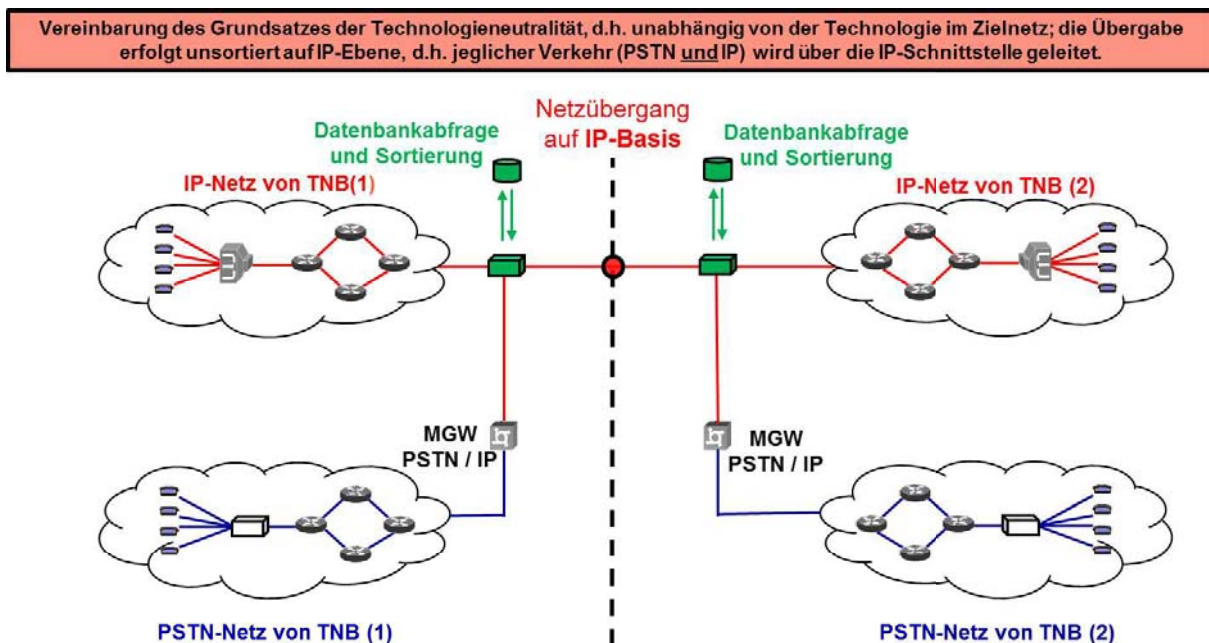 Vereinbarung des Grundsatzes der Technologieneutralität, d.h. unabhängig von der Technologie im Zielnetz; die Übergabe
erfolgt unsortiert auf IP-Ebene, d.h. jeglicher Verkehr (PSTN und IP) wird über die IP-Schnittstelle geleitet.
Netzübergang
auf IP-Basis
Datenbankabfrage
und Sortierung
Datenbankabfrage
und Sortierung
IP-Netz von TNB(1)
IP-Netz von TNB (2)
MGW
PSTN / IP
MGW
PSTN / IP
PSTN-Netz von TNB (1)
PSTN-Netz von TNB (2)